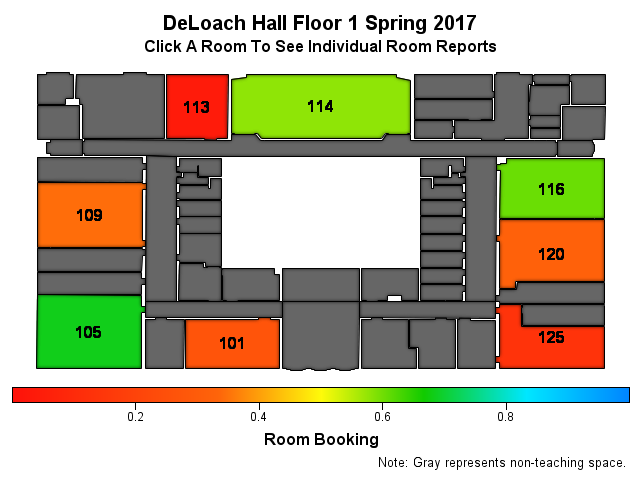 DeLoach Hall Floor 1 Spring 2017
Click A Room To See Individual Room Reports
113
114
109
116
120
105
101
125
0.2 0.4 0.6 0.8
Room Booking
Note: Gray represents non-teaching space.